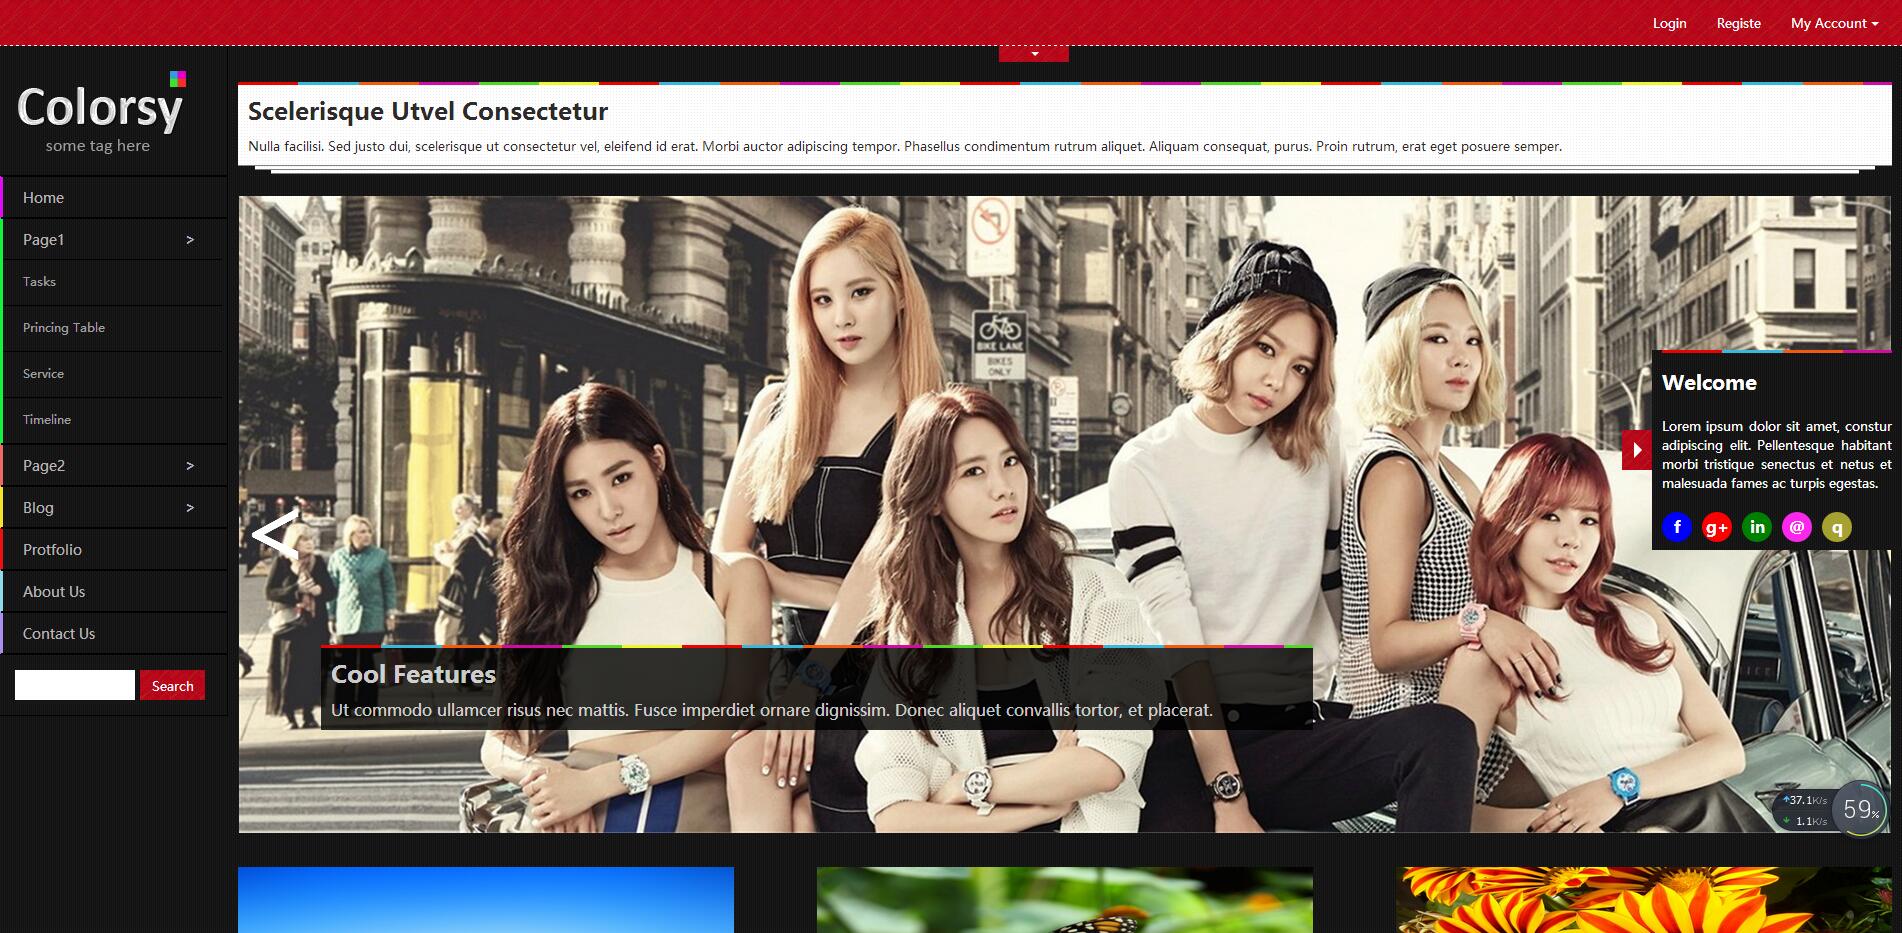 Login
Registe
My Account
Colorsy
some tag here
Home
Page1 >
Tasks
Princing Table
Service
Timeline
Page2 >
Blog >
Protfolio
About Us
Contact Us
Search
Scelerisque Utvel Consectetur
Nulla facilisi. Sed justo dui, scelerisque ut consectetur vel, eleifend id erat. Morbi auctor adipiscing tempor. Phasellus condimentum rutrum aliquet. Aliquam consequat, purus. Proin rutrum, erat eget posuere semper.
BIKE LANE
BIKES
ONLY
<
Cool Features
Ut commodo ullamcer risus nec mattis. Fusce imperdiet ornare dignissim. Donec aliquet convallis tortor, et placerat.
Welcome
Lorem ipsum dolor sit amet, constur
adipiscing elit. Pellentesque habitant
morbi tristique senectus et netus et
malesuada fames ac turpis egestas.
f g+ in @ q
37.1K/s
1.1K/s
59%